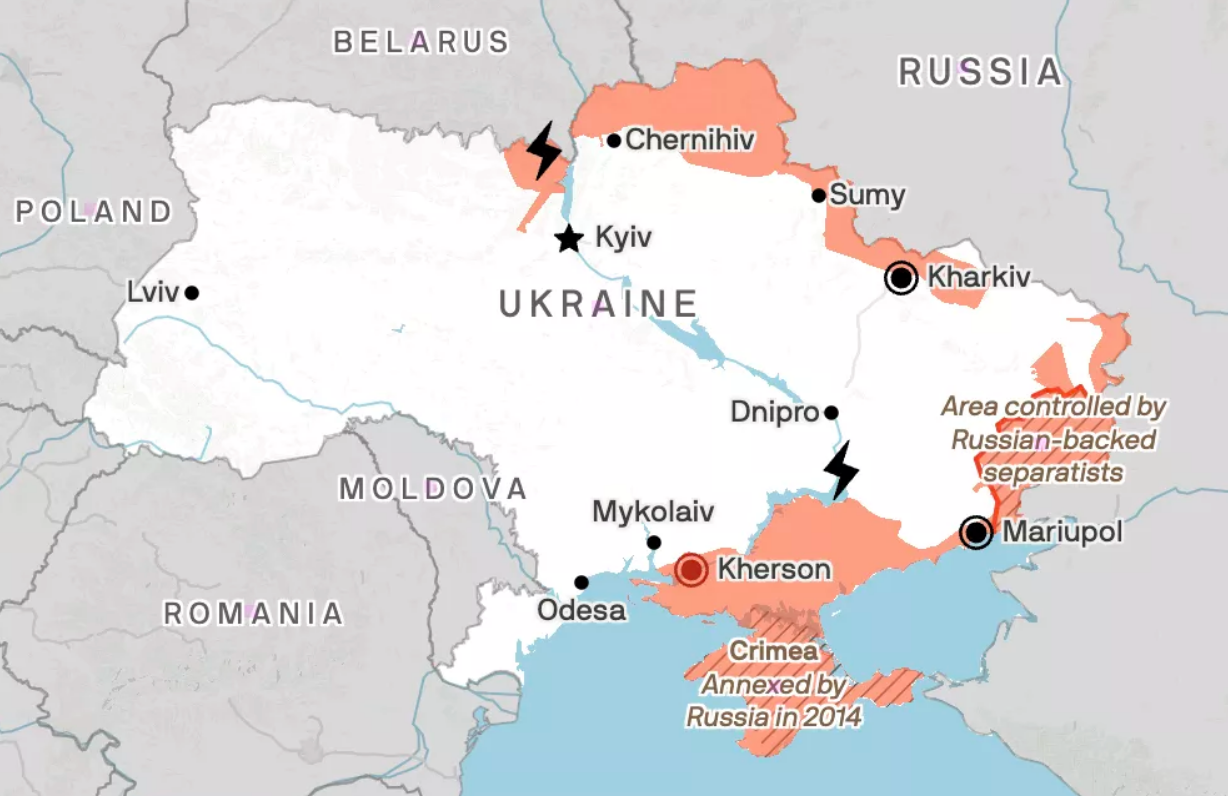 BELARUS
RUSSIA
Chernihiv
Sumy
POLAND
Kyiv
Kharkiv
Lviv
UKRAINE
Dnipro
Area controlled by
Russian-backed
separatists
MOLDOVA
Mykolaiv
Mariupol
Kherson
Odesa
ROMANIA
Crimea
Annexed by
Russia in 2014